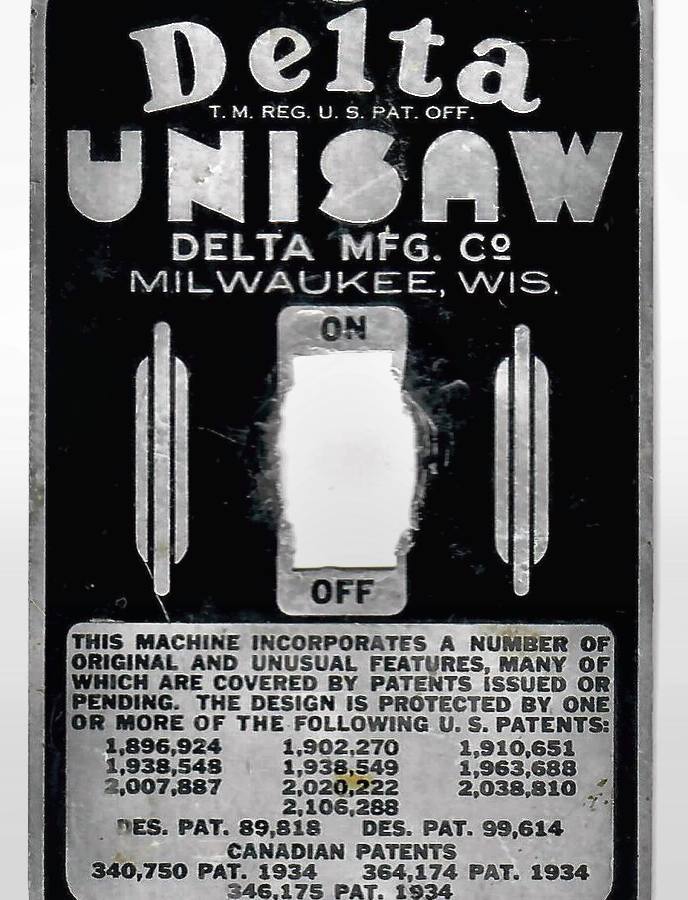 Delta
T. M. REG. U. S. PAT. OFF.
UNISAW
DELTA MFG. Cº
MILWAUKEE, WIS.
ON
OFF
THIS MACHINE INCORPORATES A NUMBER OF
ORIGINAL AND UNUSUAL FEATURES, MANY OF
WHICH ARE COVERED BY PATENTS ISSUED OR
PENDING. THE DESIGN IS PROTECTED BY ONE
OR MORE OF THE FOLLOWING U. S. PATENTS:
1,896,924 1,902,270 1,910,651
1,938,548 1,938,549 1,963,688
2,007,887 2,020,222 2,038,810
2,106,288
DES. PAT. 89,818 DES. PAT. 99,614
CANADIAN PATENTS
340,750 PAT. 1934 364,174 PAT. 1934
346,175 PAT. 1934